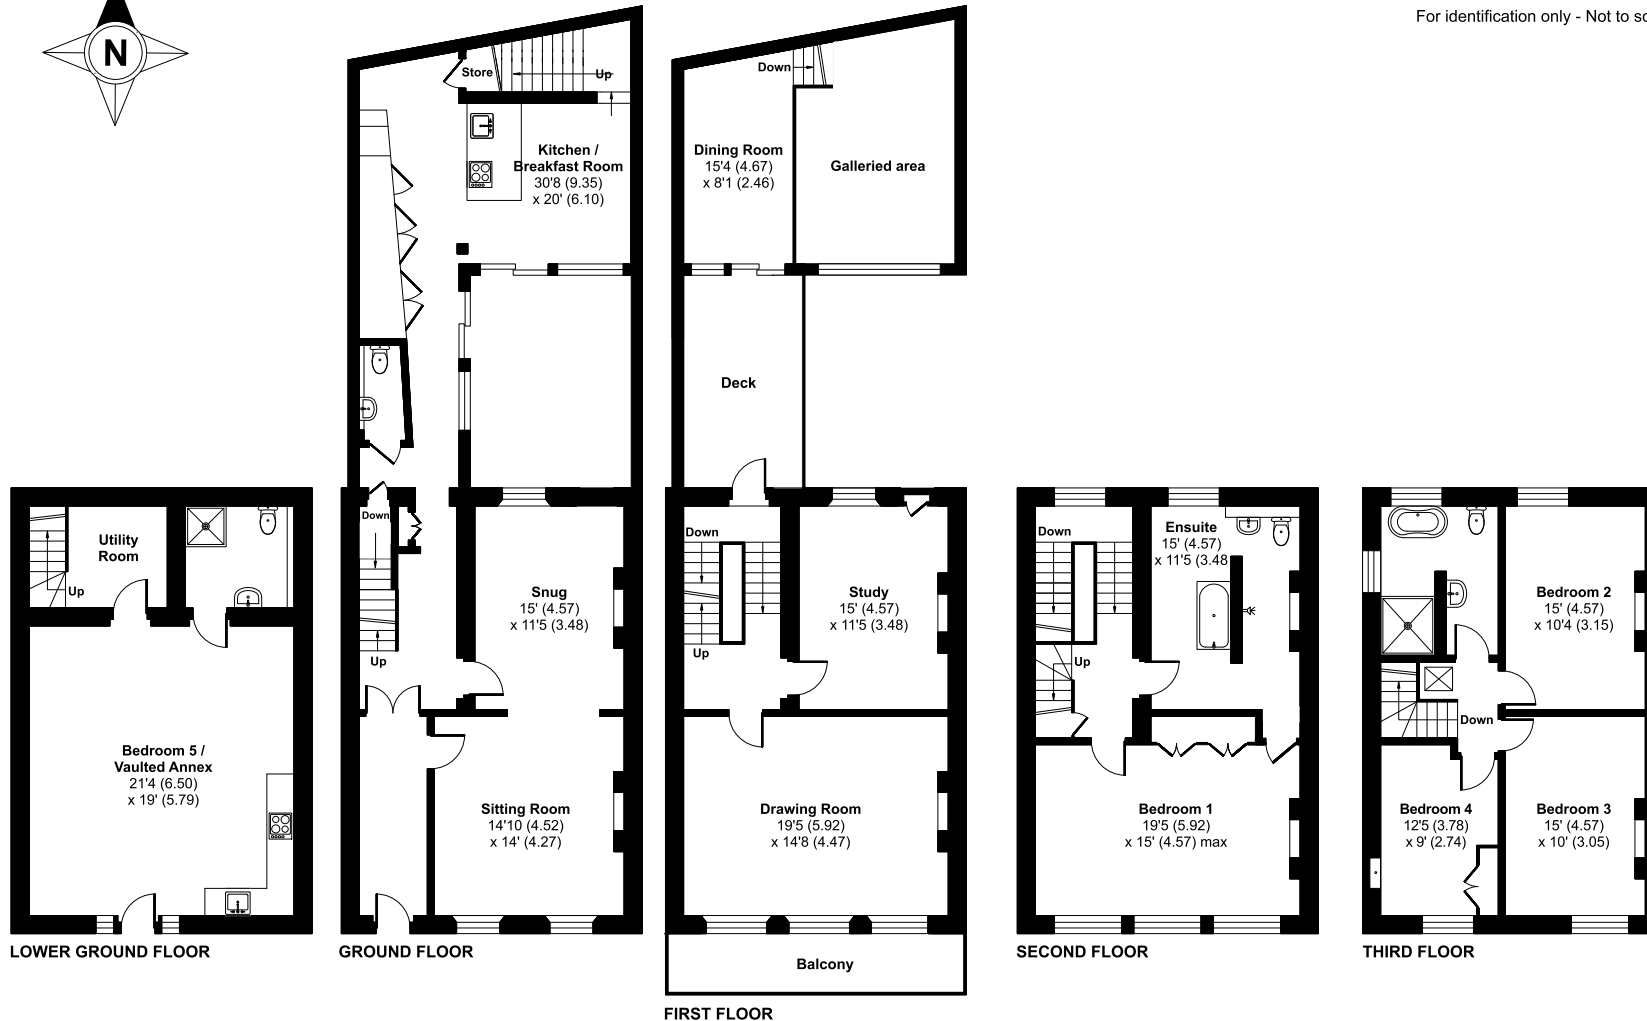 N
For identification only - Not to
Store
Up
Down
Kitchen /
Breakfast Room
30'8 (9.35)
x 20' (6.10)
Dining Room
15'4 (4.67)
x 8'1 (2.46)
Galleried area
Deck
Utility
Room
Up
Bedroom 5 /
Vaulted Annex
21'4 (6.50)
x 19' (5.79)
LOWER GROUND FLOOR
Down
Up
Snug
15' (4.57)
x 11'5 (3.48)
Sitting Room
14'10 (4.52)
x 14' (4.27)
GROUND FLOOR
Down
Up
Study
15' (4.57)
x 11'5 (3.48)
Drawing Room
19'5 (5.92)
x 14'8 (4.47)
Balcony
FIRST FLOOR
Down
Up
Ensuite
15' (4.57)
x 11'5 (3.48
Bedroom 1
19'5 (5.92)
x 15' (4.57) max
SECOND FLOOR
Bedroom 2
15' (4.57)
x 10'4 (3.15)
Down
Bedroom 4
12'5 (3.78)
x 9' (2.74)
Bedroom 3
15' (4.57)
x 10' (3.05)
THIRD FLOOR